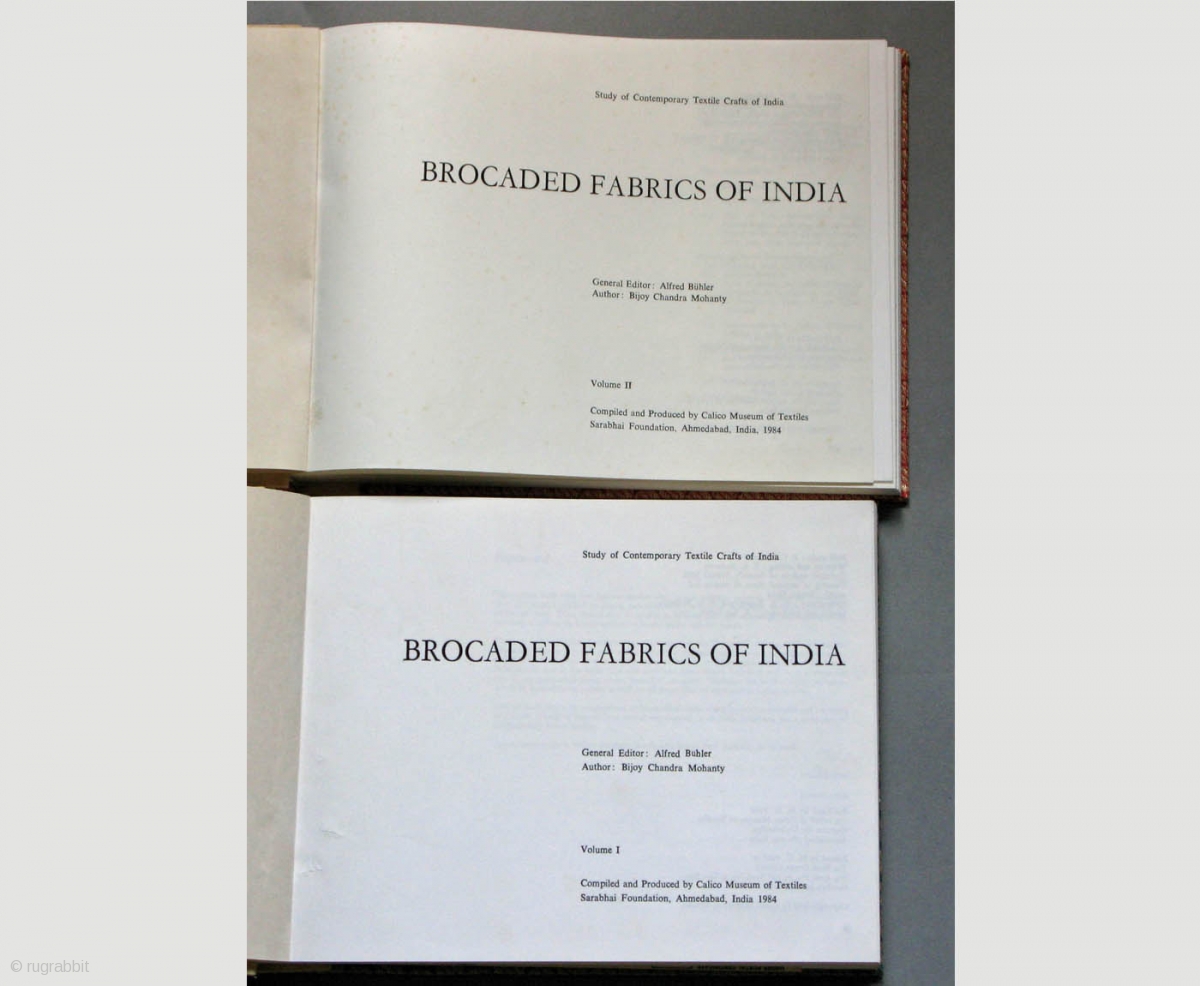 Study of Contemporary Textile Crafts of India
BROCADED FABRICS OF INDIA
General Editor: Alfred Bühler
Author: Bijoy Chandra Mohanty
Volume II
Compiled and Produced by Calico Museum of Textiles
Sarabhai Foundation, Ahmedabad, India, 1984
Study of Contemporary Textile Crafts of India
BROCADED FABRICS OF INDIA
General Editor: Alfred Bühler
Author: Bijoy Chandra Mohanty
Volume I
Compiled and Produced by Calico Museum of Textiles
Sarabhai Foundation, Ahmedabad, India 1984
© rugrabbit